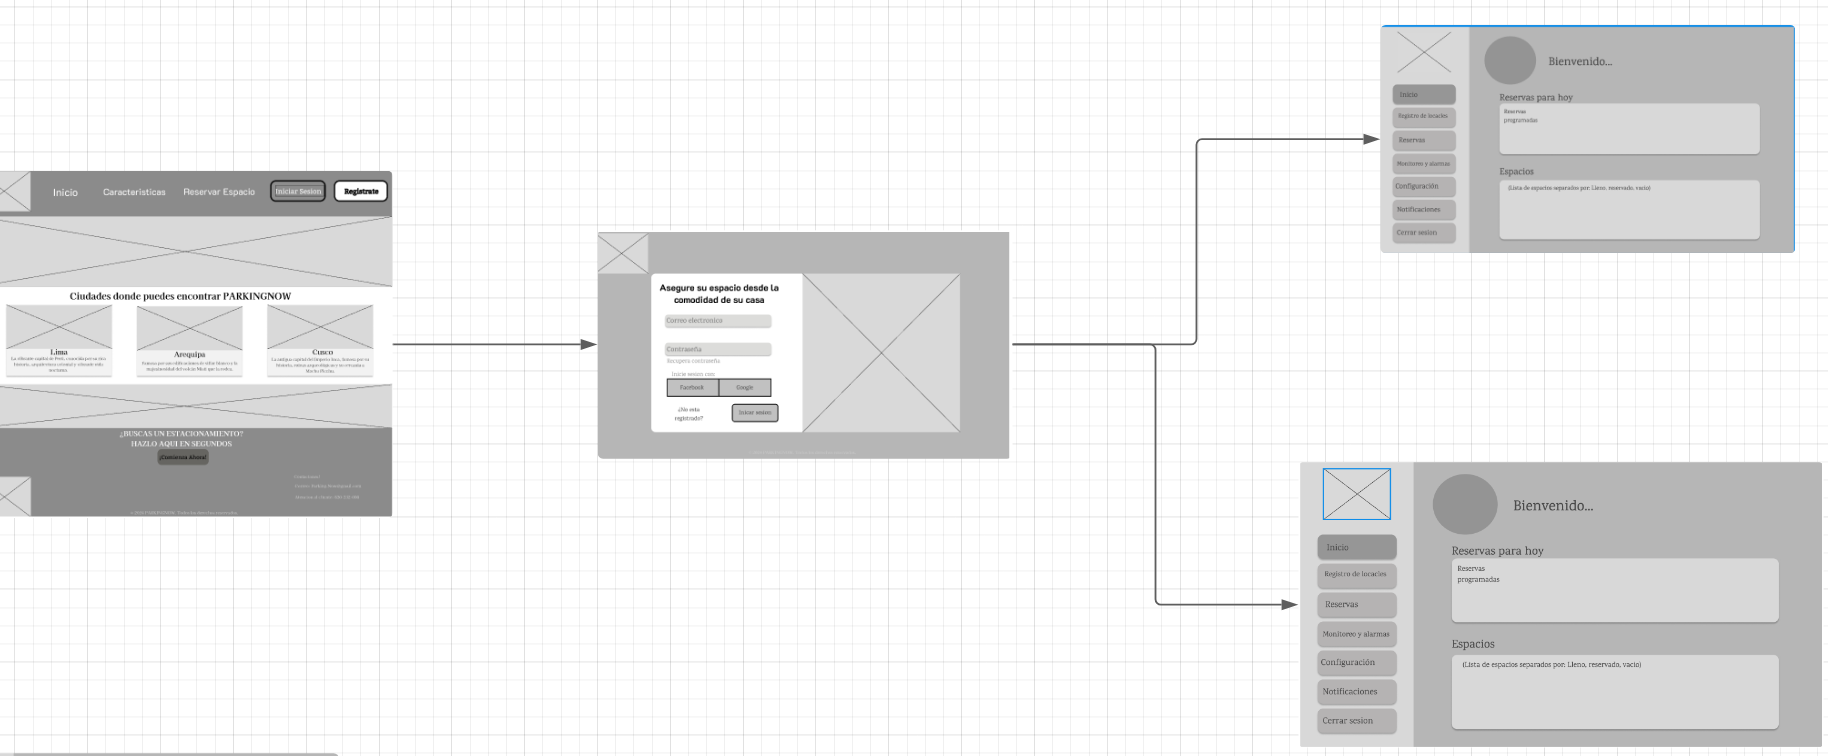 Inicio
Caracteristicas
Reservar Espacio
Iniciar Sesion
Registrate
Ciudades donde puedes encontrar PARKINGNOW
Lima
Arequipa
Cusco
¿BUSCAS UN ESTACIONAMIENTO?
HAZLO AQUI EN SEGUNDOS
¡Comienza Ahora!
Asegure su espacio desde la
comodidad de su casa
Correo electronico
Contraseña
Recupera contraseña
Inicie sesion con:
Facebook
Google
¿No esta
registrado?
Iniciar sesion
Bienvenido...
Inicio
Registro de locacles
Reservas
Monitoreo y alarmas
Configuración
Notificaciones
Cerrar sesion
Reservas para hoy
Reservas
programadas
Espacios
(Lista de espacios separados por: Lleno, reservado, vacio)
Bienvenido...
Inicio
Registro de locacles
Reservas
Monitoreo y alarmas
Configuración
Notificaciones
Cerrar sesion
Reservas para hoy
Reservas
programadas
Espacios
(Lista de espacios separados por: Lleno, reservado, vacio)